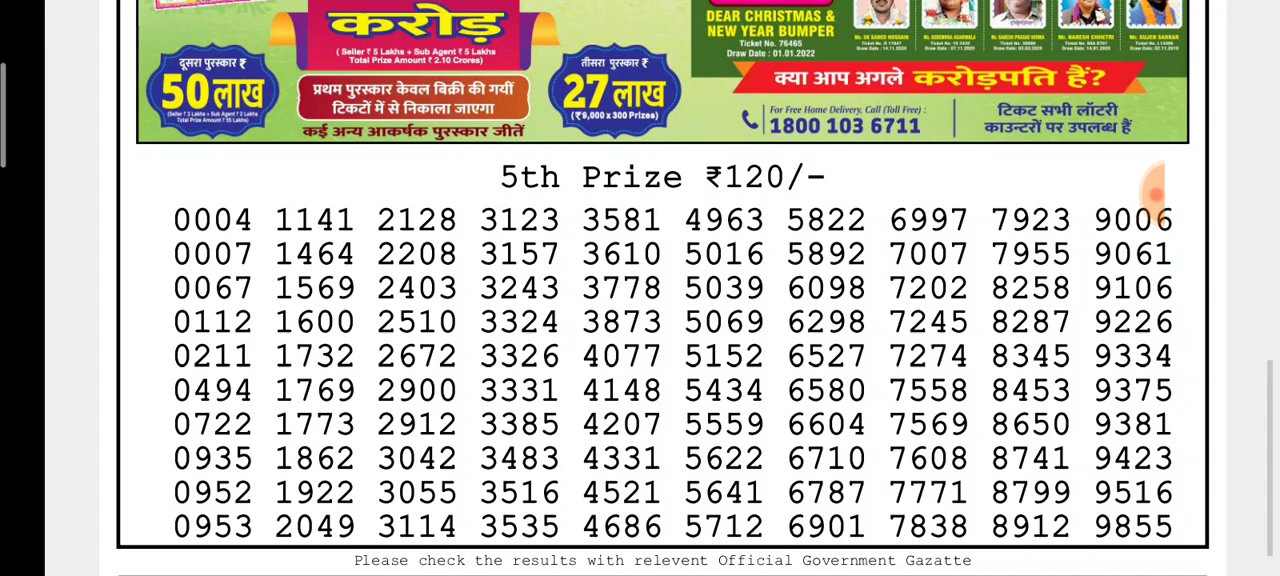 करोड़
( Seller ₹ 5 Lakhs + Sub Agent ₹ 5 Lakhs
Total Prize Amount ₹ 2.10 Crores)
दूसरा पुरस्कार ₹
50 लाख
Total Prize Amount ₹ 55 Lakhs)
प्रथम पुरस्कार केवल बिक्री की गयीं
टिकटों में से निकाला जाएगा
कई अन्य आकर्षक पुरस्कार जीतें
तीसरा पुरस्कार ₹
27 लाख
(₹9,000 x 300 Prizes)
DEAR CHRISTMAS &
NEW YEAR BUMPER
Ticket No. 76465
Draw Date : 01.01.2022
क्या आप अगले करोड़पति हैं?
For Free Home Delivery, Call (Toll Free) :
1800 103 6711
टिकट सभी लॉटरी
काउन्टरों पर उपलब्ध हैं
5th Prize ₹120/-
0004 1141 2128 3123 3581 4963 5822 6997 7923 9006
0007 1464 2208 3157 3610 5016 5892 7007 7955 9061
0067 1569 2403 3243 3778 5039 6098 7202 8258 9106
0112 1600 2510 3324 3873 5069 6298 7245 8287 9226
0211 1732 2672 3326 4077 5152 6527 7274 8345 9334
0494 1769 2900 3331 4148 5434 6580 7558 8453 9375
0722 1773 2912 3385 4207 5559 6604 7569 8650 9381
0935 1862 3042 3483 4331 5622 6710 7608 8741 9423
0952 1922 3055 3516 4521 5641 6787 7771 8799 9516
0953 2049 3114 3535 4686 5712 6901 7838 8912 9855
Please check the results with relevent Official Government Gazatte